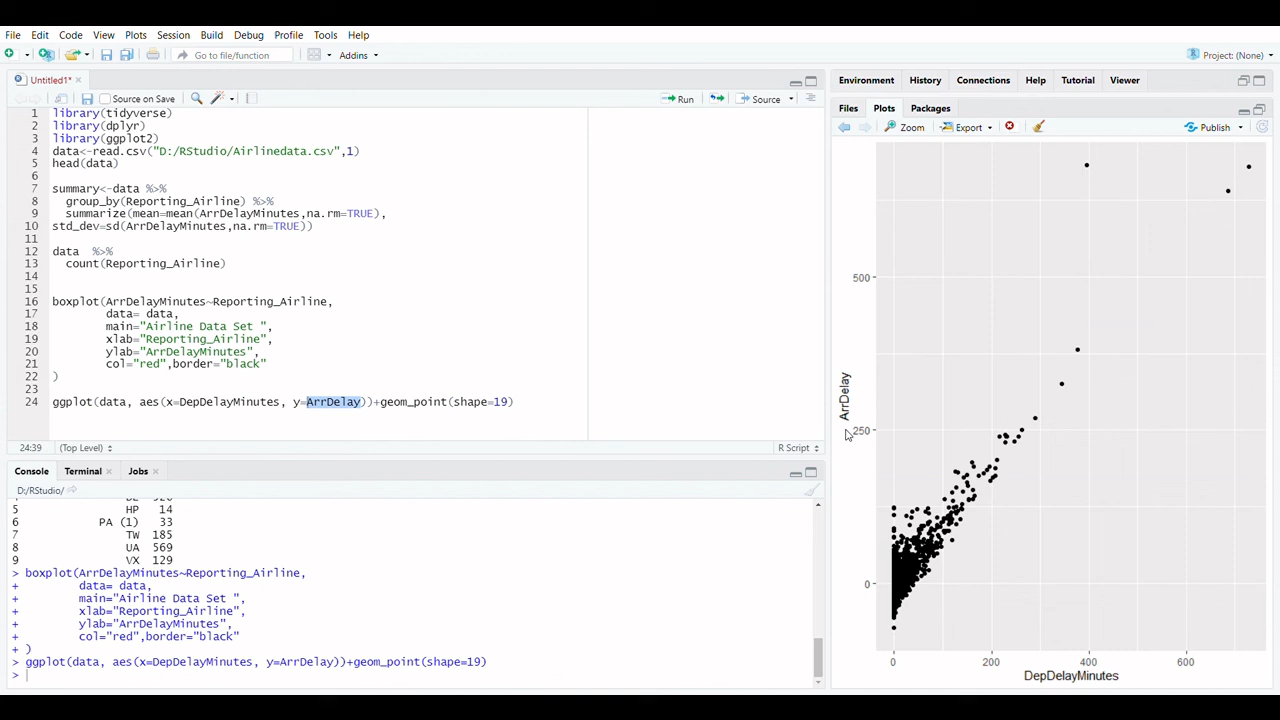 File Edit Code View Plots Session Build Debug Profile Tools Help
Go to file/function Addins Project: (None)
Untitled1*
Source on Save Run Source
1 library(tidyverse)
2 library(dplyr)
3 library(ggplot2)
4 data<-read.csv("D:/RStudio/Airlinedata.csv",1)
5 head(data)
6
7 summary<-data %>%
8 group_by(Reporting_Airline) %>%
9 summarize(mean=mean(ArrDelayMinutes,na.rm=TRUE),
10 std_dev=sd(ArrDelayMinutes,na.rm=TRUE))
11
12 data %>%
13 count(Reporting_Airline)
14
15
16 boxplot(ArrDelayMinutes~Reporting_Airline,
17 data= data,
18 main="Airline Data Set ",
19 xlab="Reporting_Airline",
20 ylab="ArrDelayMinutes",
21 col="red",border="black"
22 )
23
24 ggplot(data, aes(x=DepDelayMinutes, y=ArrDelay))+geom_point(shape=19)
24:39 (Top Level) R Script
Console Terminal Jobs
D:/RStudio/
5 HP 14
6 PA (1) 33
7 TW 185
8 UA 569
9 VX 129
> boxplot(ArrDelayMinutes~Reporting_Airline,
+ data= data,
+ main="Airline Data Set ",
+ xlab="Reporting_Airline",
+ ylab="ArrDelayMinutes",
+ col="red",border="black"
+ )
> ggplot(data, aes(x=DepDelayMinutes, y=ArrDelay))+geom_point(shape=19)
>
Environment History Connections Help Tutorial Viewer
Files Plots Packages
Zoom Export Publish
500
250
0
ArrDelay
0 200 400 600
DepDelayMinutes